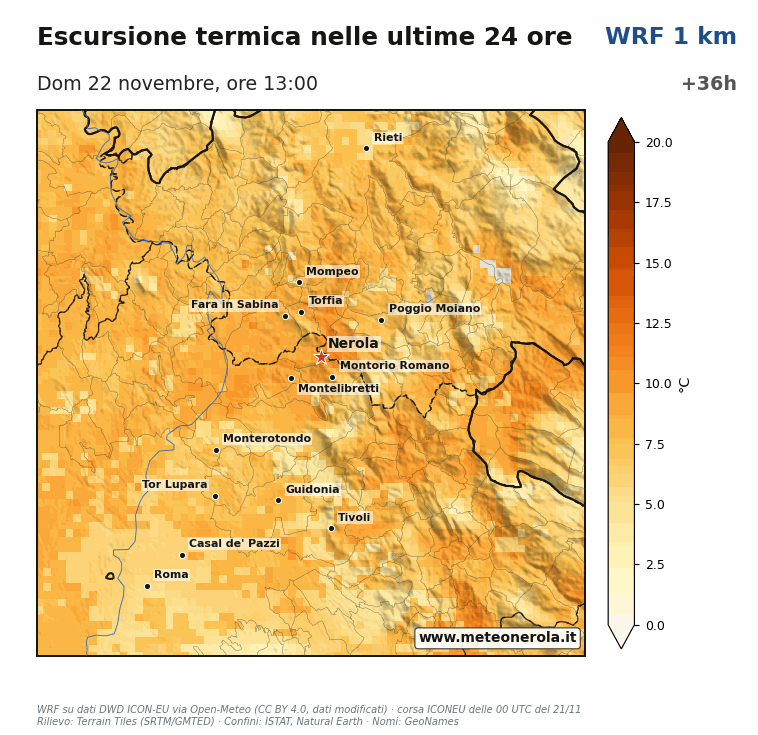 Escursione termica nelle ultime 24 ore WRF 1 km
Dom 22 novembre, ore 13:00 +36h
Rieti
Mompeo
Toffia
Fara in Sabina
Poggio Moiano
Nerola
Montorio Romano
Montelibretti
Monterotondo
Tor Lupara
Guidonia
Tivoli
Casal de' Pazzi
Roma
www.meteonerola.it
20.0
17.5
15.0
12.5
10.0
7.5
5.0
2.5
0.0
°C
WRF su dati DWD ICON-EU via Open-Meteo (CC BY 4.0, dati modificati) · corsa ICONEU delle 00 UTC del 21/11
Rilievo: Terrain Tiles (SRTM/GMTED) · Confini: ISTAT, Natural Earth · Nomi: GeoNames